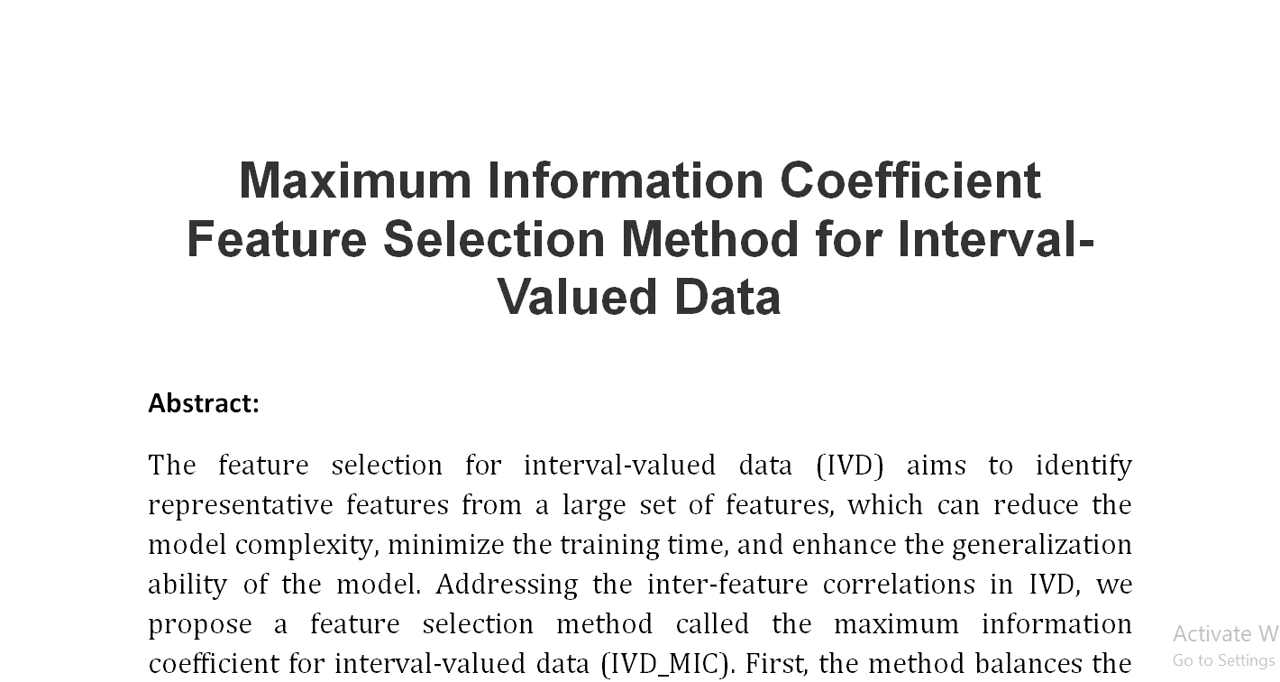 Maximum Information Coefficient
Feature Selection Method for Interval-
Valued Data
Abstract:
The feature selection for interval-valued data (IVD) aims to identify
representative features from a large set of features, which can reduce the
model complexity, minimize the training time, and enhance the generalization
ability of the model. Addressing the inter-feature correlations in IVD, we
propose a feature selection method called the maximum information
coefficient for interval-valued data (IVD_MIC). First, the method balances the
Activate W
Go to Settings